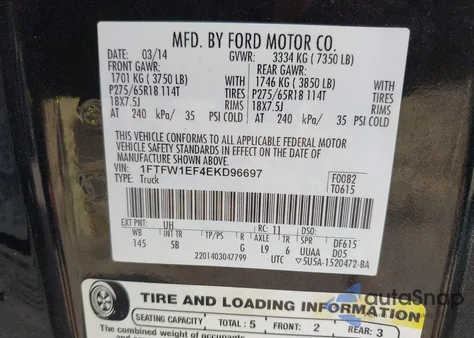 MFD. BY FORD MOTOR CO.
DATE: 03/14 GVWR: 3334 KG ( 7350 LB)
FRONT GAWR: REAR GAWR:
1701 KG ( 3750 LB) WITH 1746 KG ( 3850 LB) WITH
P275/65R18 114T TIRES P275/65R18 114T TIRES
18X7.5J RIMS 18X7.5J RIMS
AT 240 kPa/ 35 PSI COLD AT 240 kPa/ 35 PSI COLD
THIS VEHICLE CONFORMS TO ALL APPLICABLE FEDERAL MOTOR
VEHICLE SAFETY STANDARDS IN EFFECT ON THE DATE OF
MANUFACTURE SHOWN ABOVE.
VIN: 1FTFW1EF4EKD96697 F0082
TYPE: Truck T0615
EXT PNT: UH RC: 11 DF615
WB INT TR TP/PS R AXLE TR SPR D05
145 5B G L9 6 UUAA
2201403047799 UTC 5U5A-1520472-BA
TIRE AND LOADING INFORMATION
SEATING CAPACITY TOTAL : 5 FRONT: 2 REAR: 3
The combined weight of occupants
autoSnap